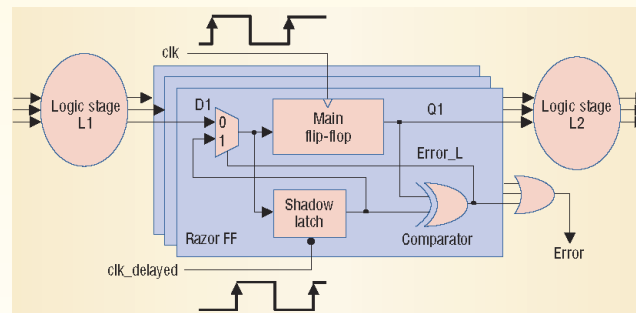 clk
Logic stage
L1
D1
0
1
Main
flip-flop
Q1
Logic stage
L2
Error_L
Shadow
latch
Razor FF
Comparator
clk_delayed
Error